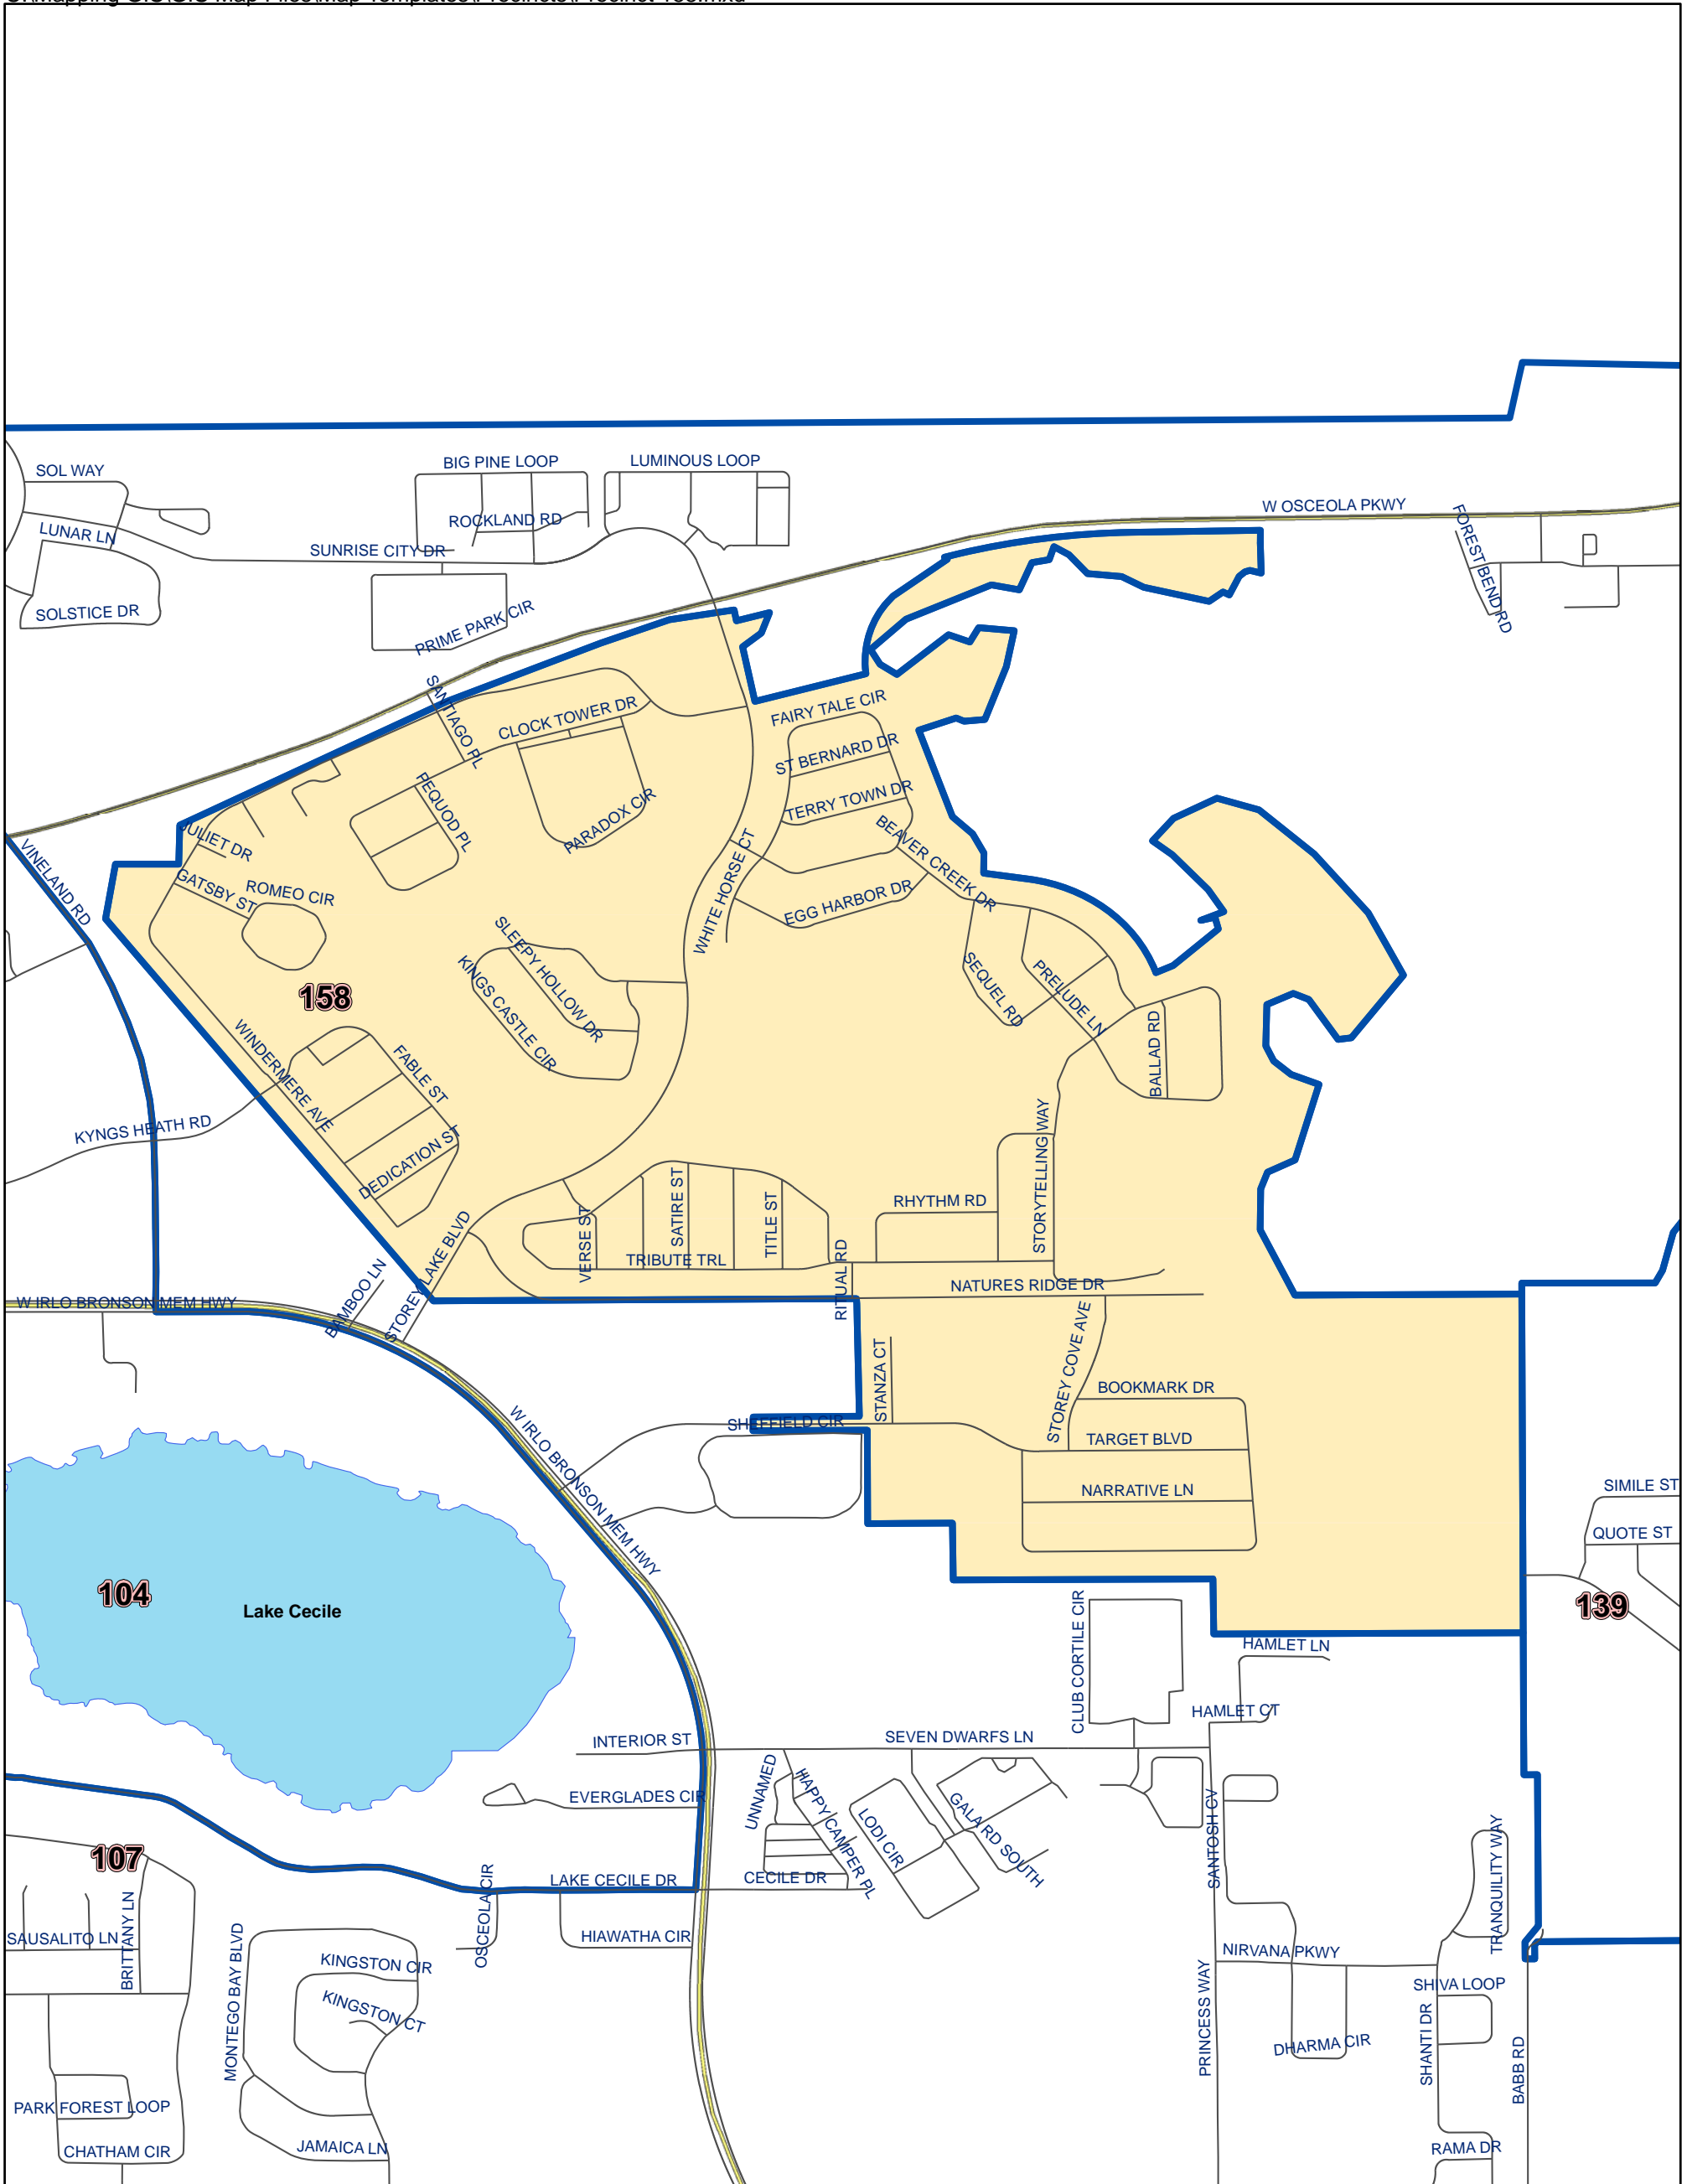 SOL WAY
BIG PINE LOOP
LUMINOUS LOOP
W OSCEOLA PKWY
LUNAR LN
ROCKLAND RD
SUNRISE CITY DR
FOREST BEND RD
SOLSTICE DR
PRIME PARK CIR
SANTIAGO PL
CLOCK TOWER DR
FAIRY TALE CIR
ST BERNARD DR
PEQUOD PL
TERRY TOWN DR
PARADOX CIR
JULIET DR
BEAVER CREEK DR
VINELAND RD
GATSBY ST
ROMEO CIR
WHITE HORSE CT
EGG HARBOR DR
SLEEPY HOLLOW DR
KINGS CASTLE CIR
SEQUEL RD
PRELUDE LN
158
WINDERMERE AVE
FABLE ST
BALLAD RD
KYNGS HEATH RD
DEDICATION ST
STORYTELLING WAY
SATIRE ST
TITLE ST
RHYTHM RD
VERSE ST
STOREY LAKE BLVD
TRIBUTE TRL
RITUAL RD
NATURES RIDGE DR
BAMBOO LN
W IRLO BRONSON MEM HWY
STANZA CT
STOREY COVE AVE
BOOKMARK DR
SHEFFIELD CIR
TARGET BLVD
W IRLO BRONSON MEM HWY
NARRATIVE LN
SIMILE ST
QUOTE ST
104
Lake Cecile
139
CLUB CORTILE CIR
HAMLET LN
HAMLET CT
INTERIOR ST
SEVEN DWARFS LN
UNNAMED
HAPPY CAMPER PL
EVERGLADES CIR
LODI CIR
GALA RD SOUTH
SANTOSH CV
107
TRANQUILITY WAY
LAKE CECILE DR
CECILE DR
OSCEOLA CIR
BRITTANY LN
SAUSALITO LN
MONTEGO BAY BLVD
HIAWATHA CIR
NIRVANA PKWY
KINGSTON CIR
KINGSTON CT
PRINCESS WAY
SHIVA LOOP
DHARMA CIR
SHANTI DR
BABB RD
PARK FOREST LOOP
CHATHAM CIR
JAMAICA LN
RAMA DR